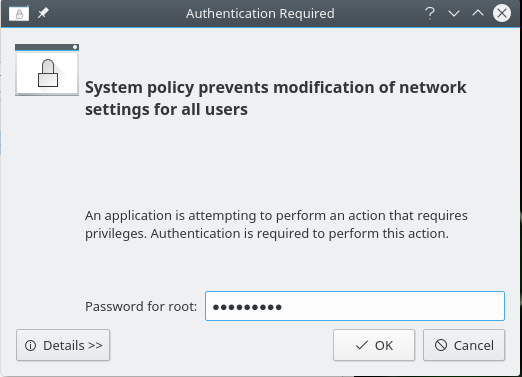 Authentication Required
System policy prevents modification of network
settings for all users
An application is attempting to perform an action that requires
privileges. Authentication is required to perform this action.
Password for root: ●●●●●●●●●
Details >>
OK
Cancel